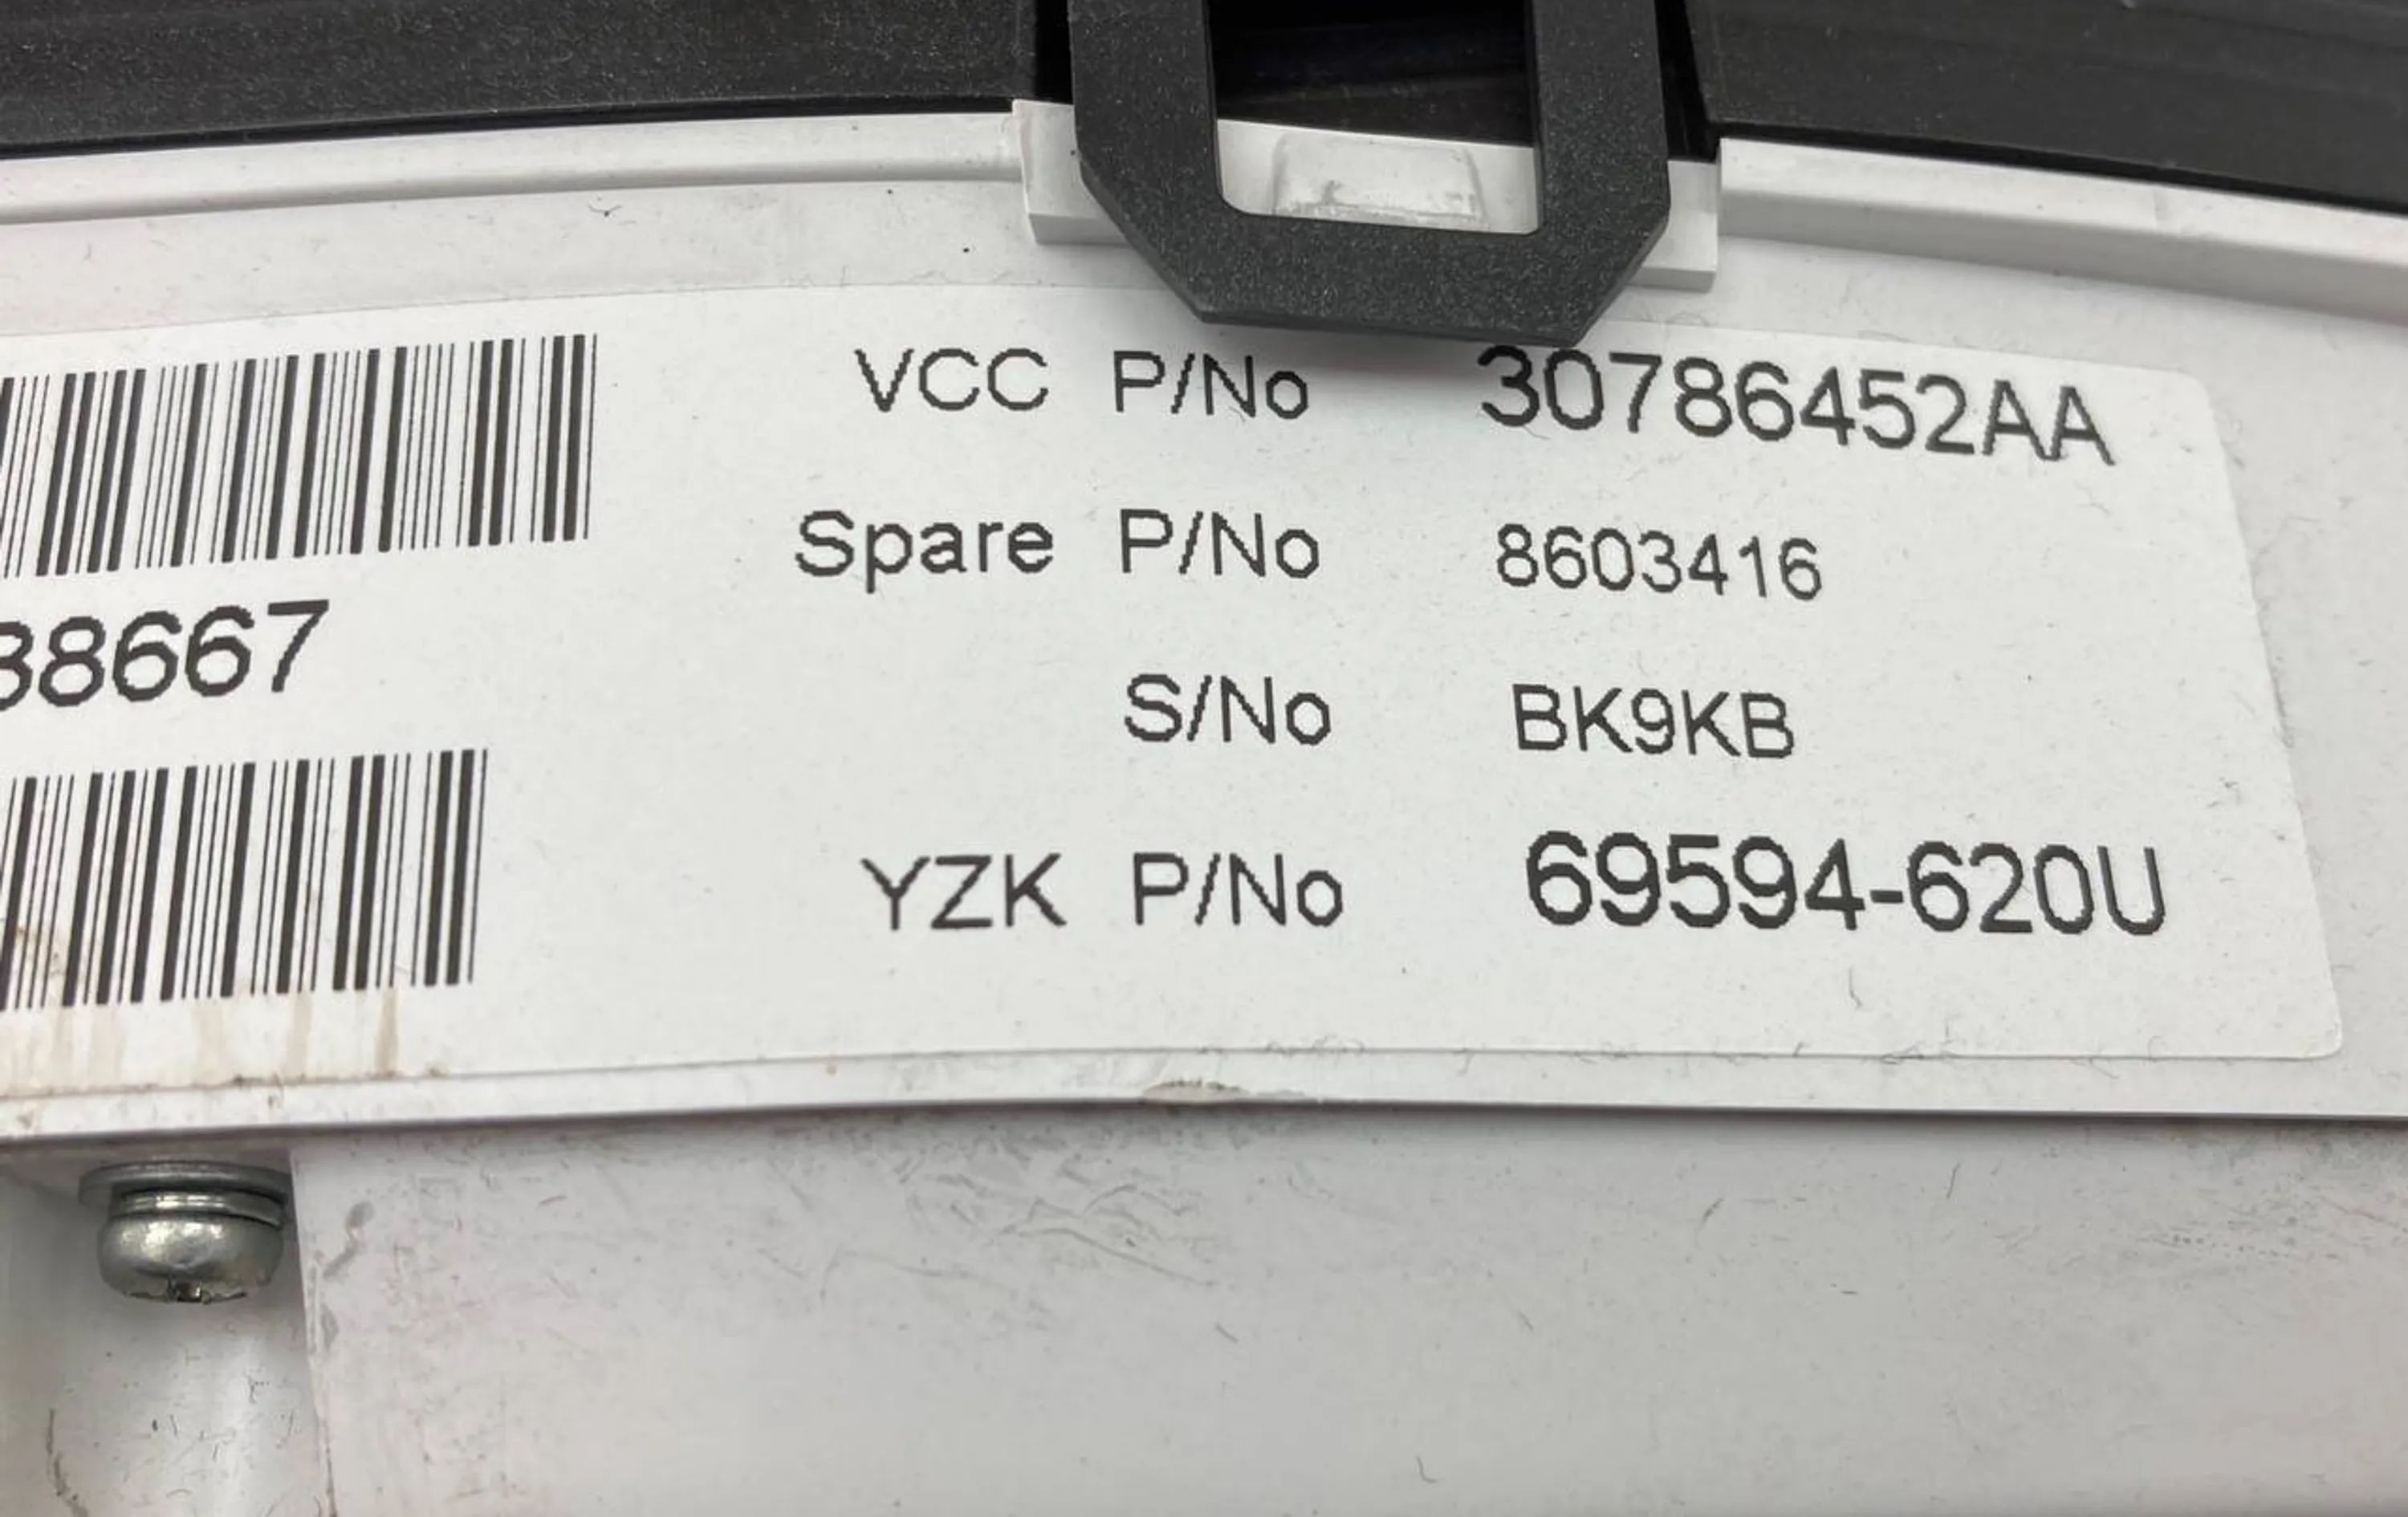 VCC P/No 30786452AA
Spare P/No 8603416
38667
S/No BK9KB
YZK P/No 69594-620U